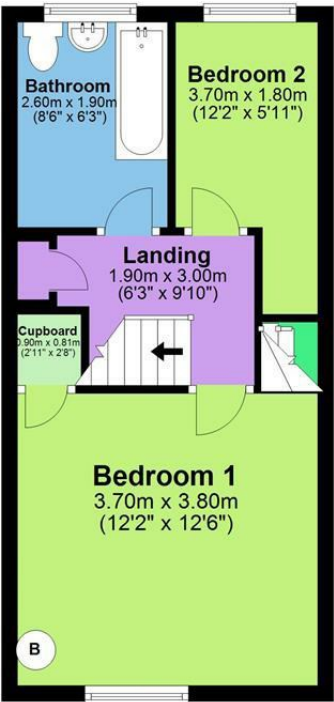 Bathroom
2.60m x 1.90m
(8'6" x 6'3")
Bedroom 2
3.70m x 1.80m
(12'2" x 5'11")
Landing
1.90m x 3.00m
(6'3" x 9'10")
Cupboard
0.90m x 0.81m
(2'11" x 2'8")
Bedroom 1
3.70m x 3.80m
(12'2" x 12'6")
B